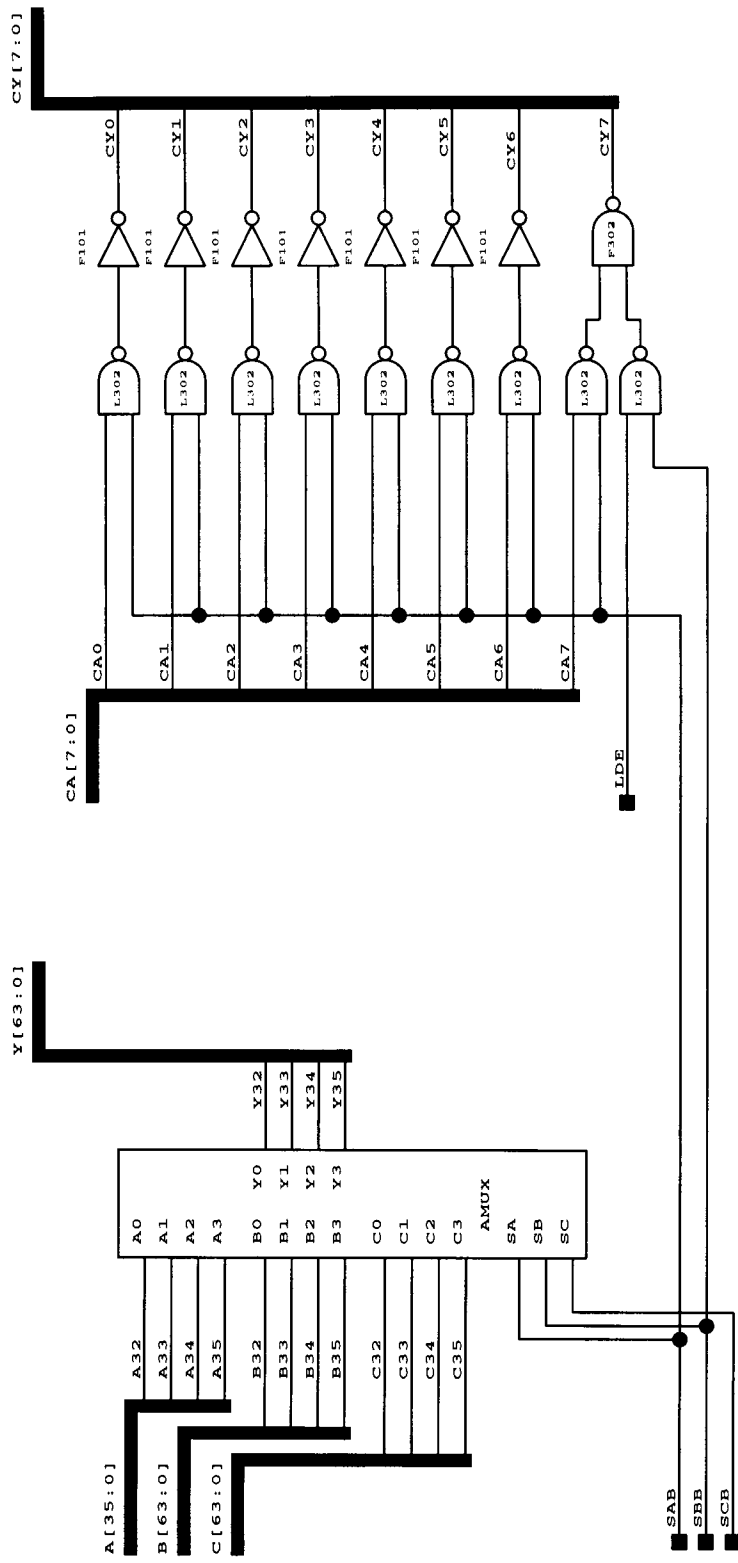 A[35:0]
B[63:0]
C[63:0]
A32
A33
A34
A35
B32
B33
B34
B35
C32
C33
C34
C35
A0
A1
A2
A3
B0 Y0
B1 Y1
B2 Y2
B3 Y3
C0
C1
C2
C3
AMUX
SA
SB
SC
Y32
Y33
Y34
Y35
Y[63:0]
SAB
SBB
SCB
CA[7:0]
CA0
CA1
CA2
CA3
CA4
CA5
CA6
CA7
LDE
L302
L302
L302
L302
L302
L302
L302
L302
L302
F101
F101
F101
F101
F101
F101
F101
F302
CY0
CY1
CY2
CY3
CY4
CY5
CY6
CY7
CY[7:0]